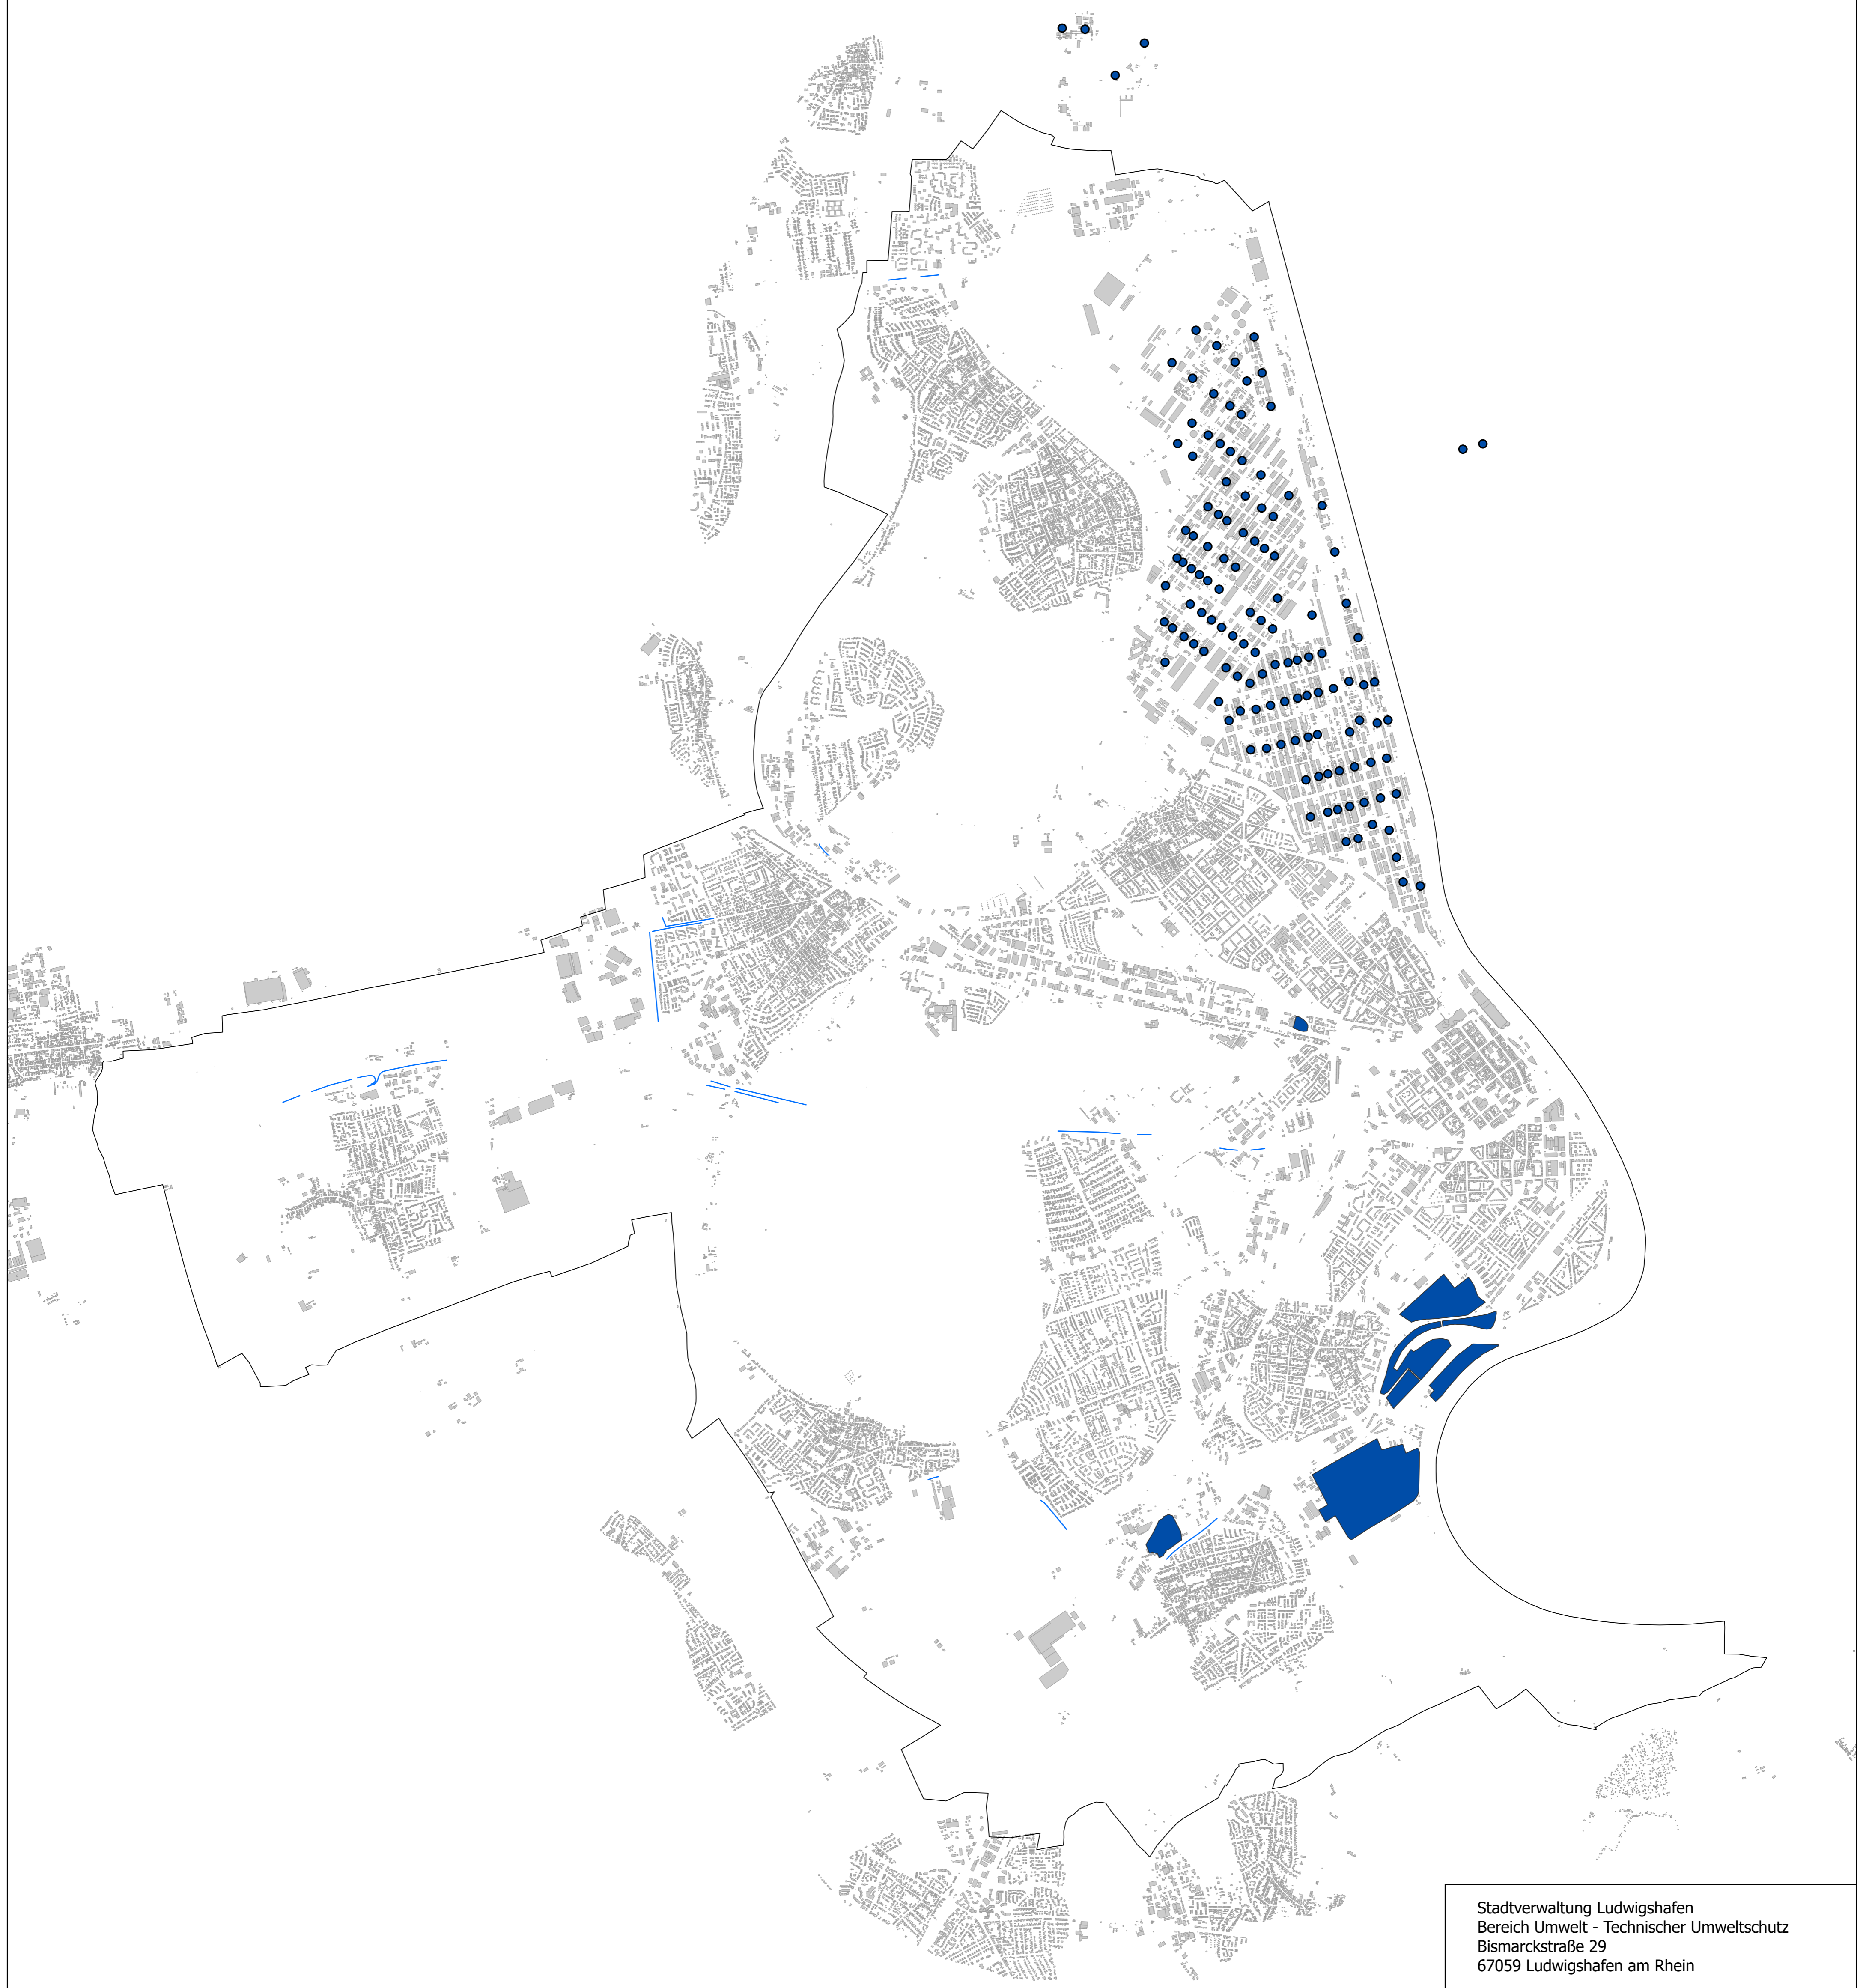 Stadtverwaltung Ludwigshafen
Bereich Umwelt - Technischer Umweltschutz
Bismarckstraße 29
67059 Ludwigshafen am Rhein